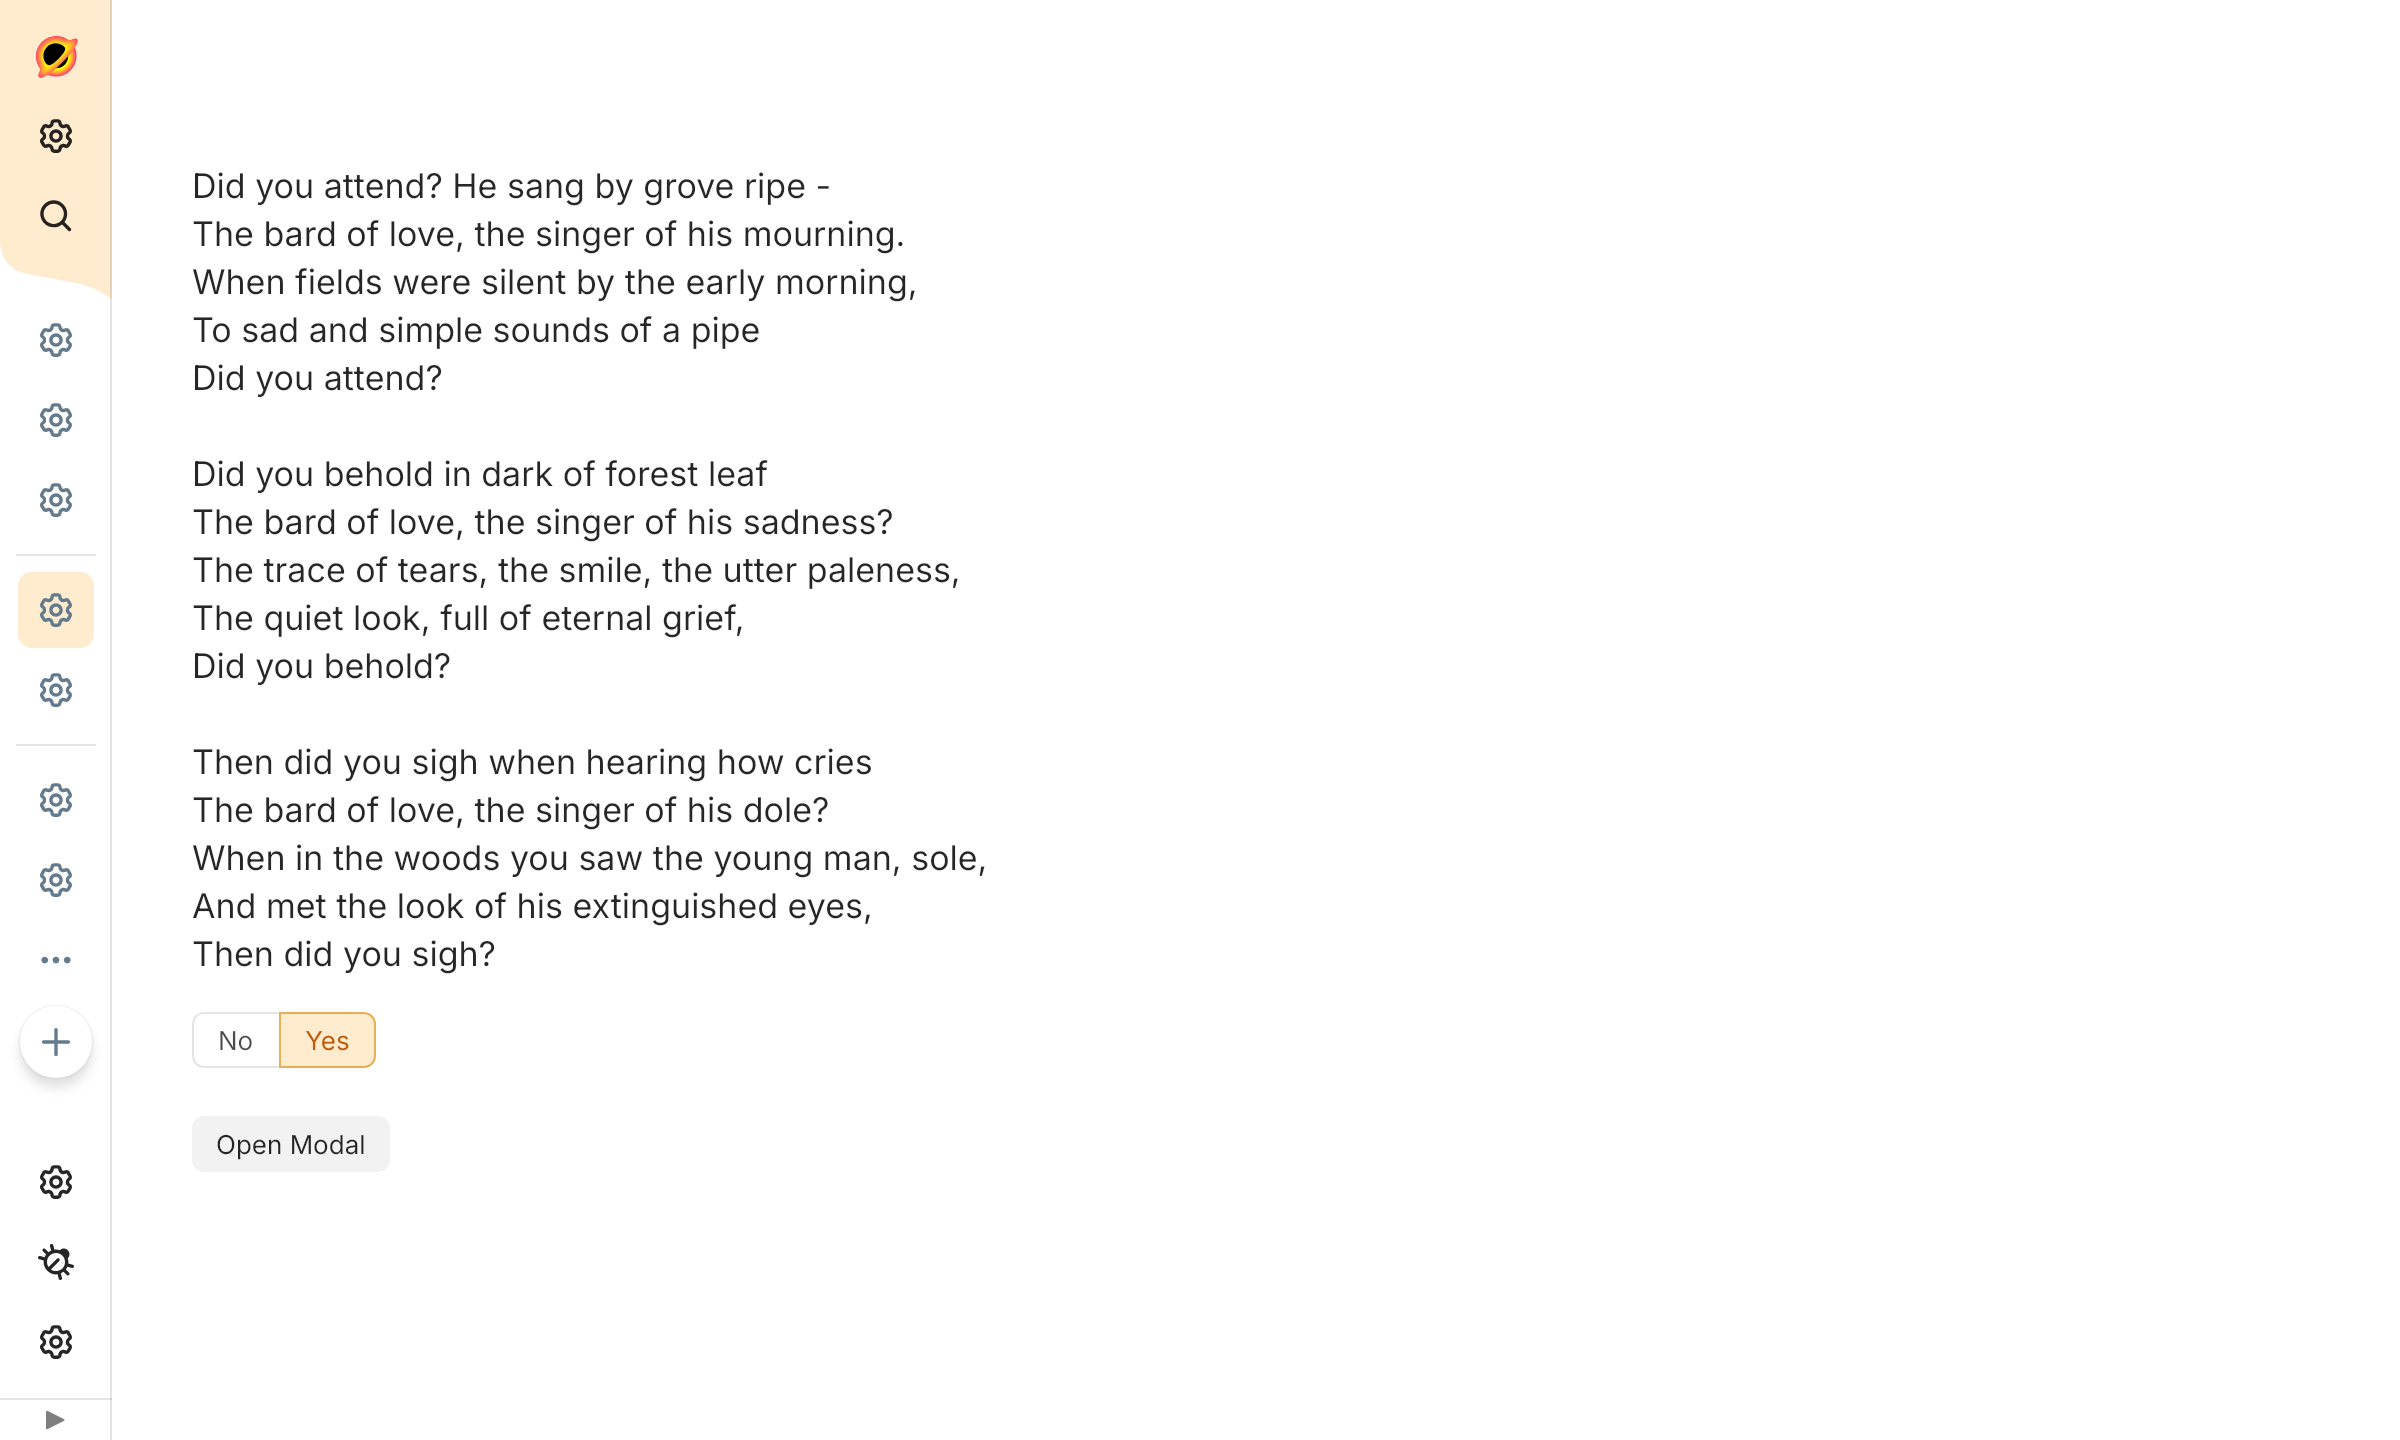 Did you attend? He sang by grove ripe -
The bard of love, the singer of his mourning.
When fields were silent by the early morning,
To sad and simple sounds of a pipe
Did you attend?
Did you behold in dark of forest leaf
The bard of love, the singer of his sadness?
The trace of tears, the smile, the utter paleness,
The quiet look, full of eternal grief,
Did you behold?
Then did you sigh when hearing how cries
The bard of love, the singer of his dole?
When in the woods you saw the young man, sole,
And met the look of his extinguished eyes,
Then did you sigh?
No Yes
Open Modal